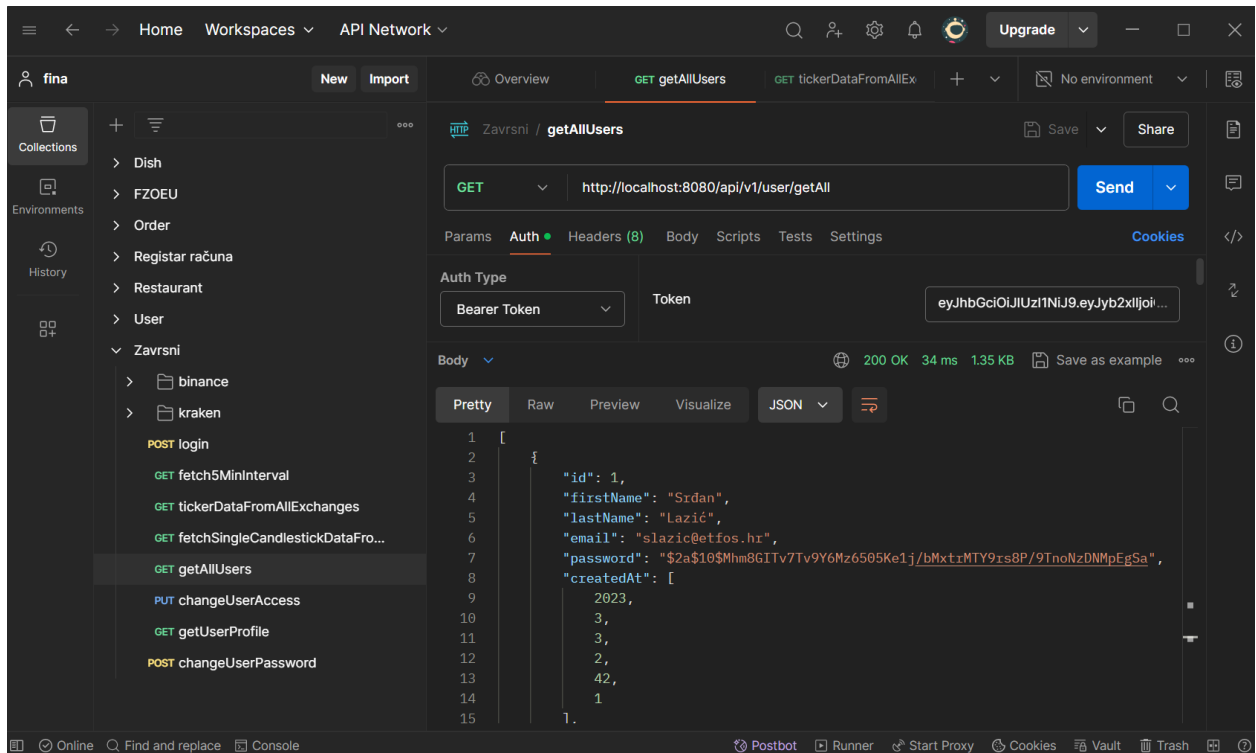 Home Workspaces API Network Upgrade
fina New Import
Overview GET getAllUsers GET tickerDataFromAllEx No environment
Collections
Environments
History
Dish
FZOEU
Order
Registar računa
Restaurant
User
Zavrsni
binance
kraken
POST login
GET fetch5MinInterval
GET tickerDataFromAllExchanges
GET fetchSingleCandlestickDataFro...
GET getAllUsers
PUT changeUserAccess
GET getUserProfile
POST changeUserPassword
HTTP Zavrsni / getAllUsers Save Share
GET http://localhost:8080/api/v1/user/getAll Send
Params Auth Headers (8) Body Scripts Tests Settings Cookies
Auth Type
Bearer Token
Token eyJhbGciOiJIUzI1NiJ9.eyJyb2xlIjoi...
Body 200 OK 34 ms 1.35 KB Save as example
Pretty Raw Preview Visualize JSON
1 [
2 {
3 "id": 1,
4 "firstName": "Srđan",
5 "lastName": "Lazić",
6 "email": "slazic@etfos.hr",
7 "password": "$2a$10$Mhm8GITv7Tv9Y6Mz6505Ke1j/bMxtrMTY9rs8P/9TnoNzDNMpEgSa",
8 "createdAt": [
9 2023,
10 3,
11 3,
12 2,
13 42,
14 1
15 ],
Online Find and replace Console Postbot Runner Start Proxy Cookies Vault Trash